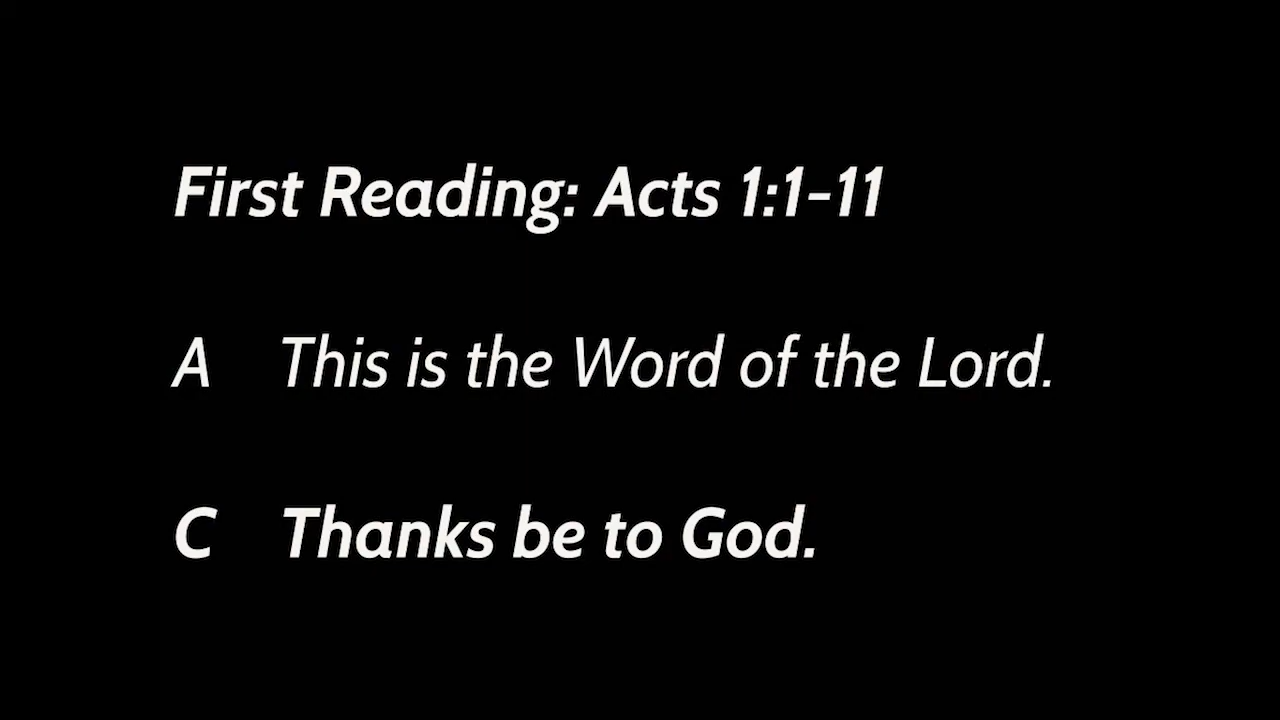 First Reading: Acts 1:1-11
A This is the Word of the Lord.
C Thanks be to God.